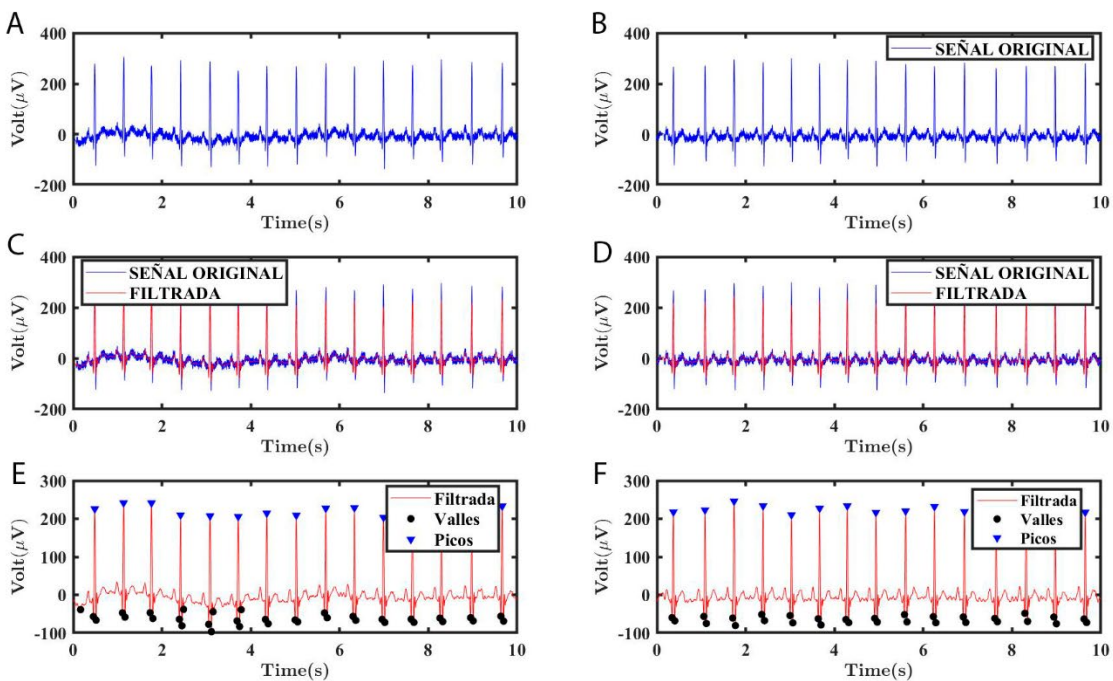 A
400
200
0
-200
Volt(µV)
0 2 4 6 8 10
Time(s)
B
SEÑAL ORIGINAL
400
200
0
-200
Volt(µV)
0 2 4 6 8 10
Time(s)
C
SEÑAL ORIGINAL
FILTRADA
400
200
0
-200
Volt(µV)
0 2 4 6 8 10
Time(s)
D
SEÑAL ORIGINAL
FILTRADA
400
200
0
-200
Volt(µV)
0 2 4 6 8 10
Time(s)
E
Filtrada
Valles
Picos
300
200
100
0
-100
Volt(µV)
0 2 4 6 8 10
Time(s)
F
Filtrada
Valles
Picos
300
200
100
0
-100
Volt(µV)
0 2 4 6 8 10
Time(s)